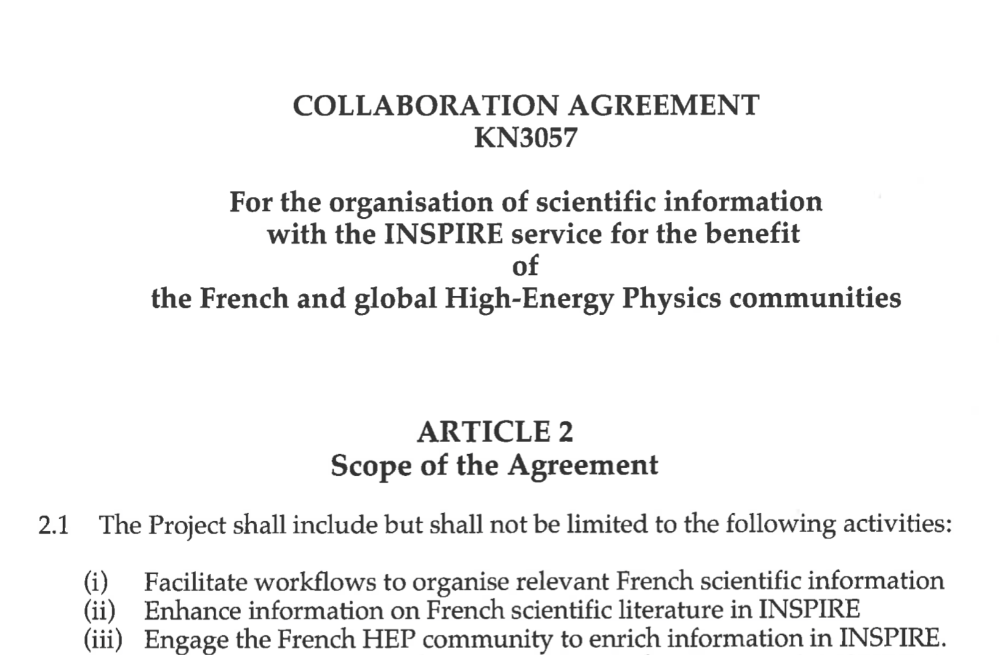 COLLABORATION AGREEMENT
KN3057
For the organisation of scientific information
with the INSPIRE service for the benefit
of
the French and global High-Energy Physics communities
ARTICLE 2
Scope of the Agreement
2.1 The Project shall include but shall not be limited to the following activities:
(i) Facilitate workflows to organise relevant French scientific information
(ii) Enhance information on French scientific literature in INSPIRE
(iii) Engage the French HEP community to enrich information in INSPIRE.